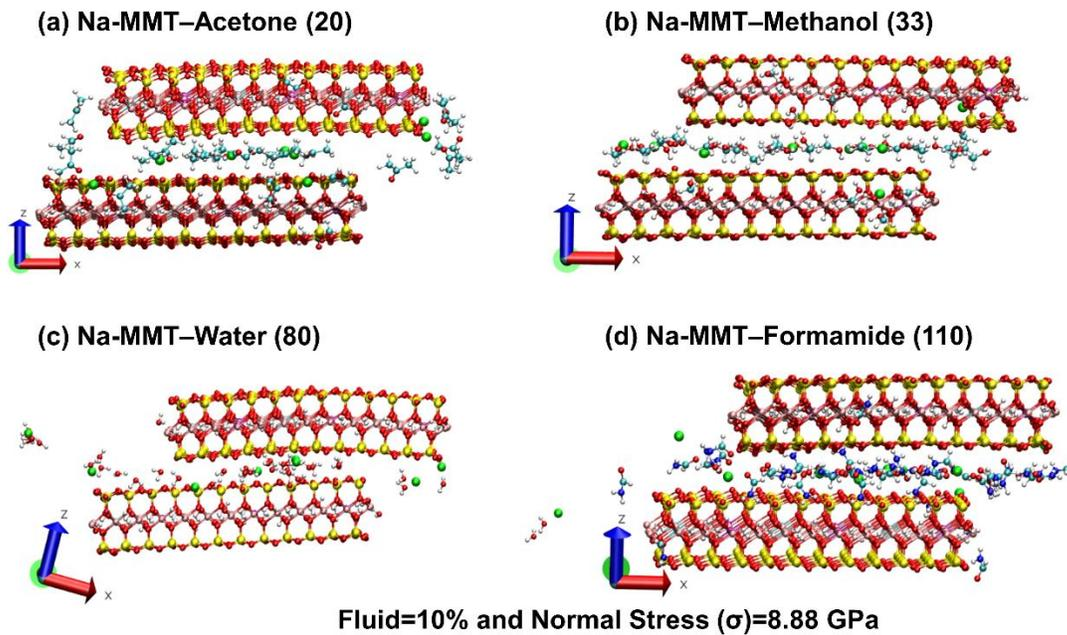 (a) Na-MMT–Acetone (20)
(b) Na-MMT–Methanol (33)
z
x
z
x
(c) Na-MMT–Water (80)
(d) Na-MMT–Formamide (110)
z
x
z
x
Fluid=10% and Normal Stress (σ)=8.88 GPa